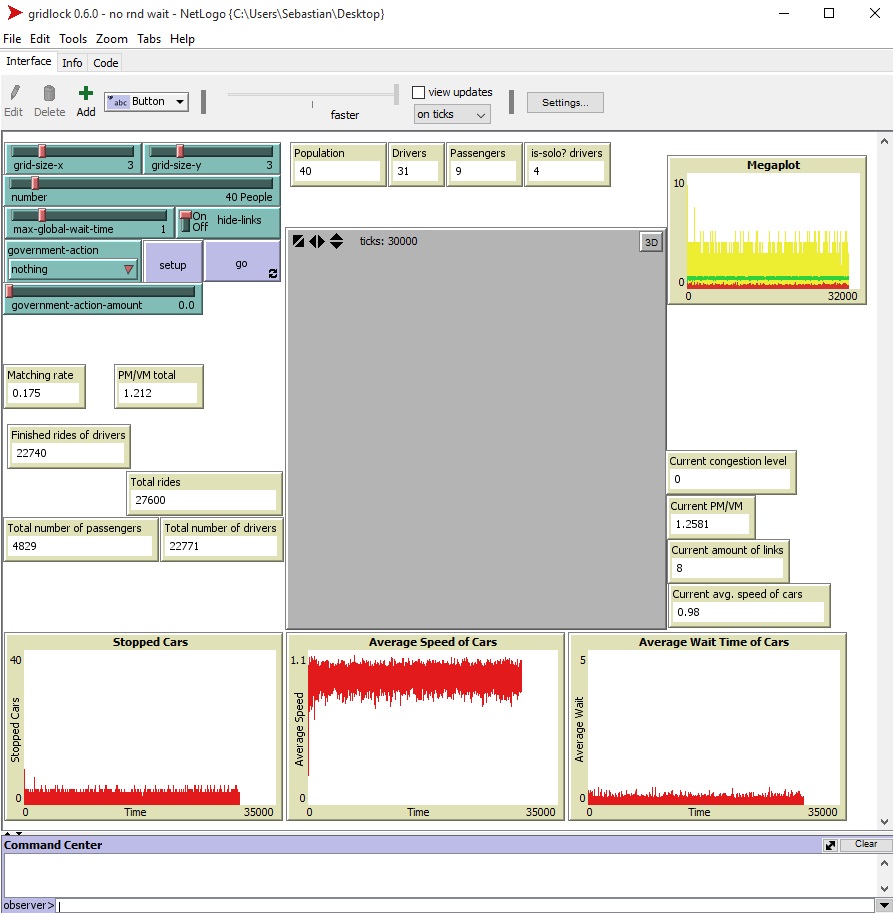 gridlock 0.6.0 - no rnd wait - NetLogo {C:\Users\Sebastian\Desktop}
File Edit Tools Zoom Tabs Help
Interface Info Code
Edit Delete Add abc Button faster view updates on ticks Settings...
grid-size-x 3 grid-size-y 3
number 40 People
max-global-wait-time 1 On Off hide-links
government-action
nothing
setup go
government-action-amount 0.0
Population
40
Drivers
31
Passengers
9
is-solo? drivers
4
ticks: 30000
3D
Megaplot
10
0
0 32000
Matching rate
0.175
PM/VM total
1.212
Finished rides of drivers
22740
Total rides
27600
Total number of passengers
4829
Total number of drivers
22771
Current congestion level
0
Current PM/VM
1.2581
Current amount of links
8
Current avg. speed of cars
0.98
Stopped Cars
40
Stopped Cars
0
0 Time 35000
Average Speed of Cars
1.1
Average Speed
0
0 Time 35000
Average Wait Time of Cars
5
Average Wait
0
0 Time 35000
Command Center
Clear
observer>